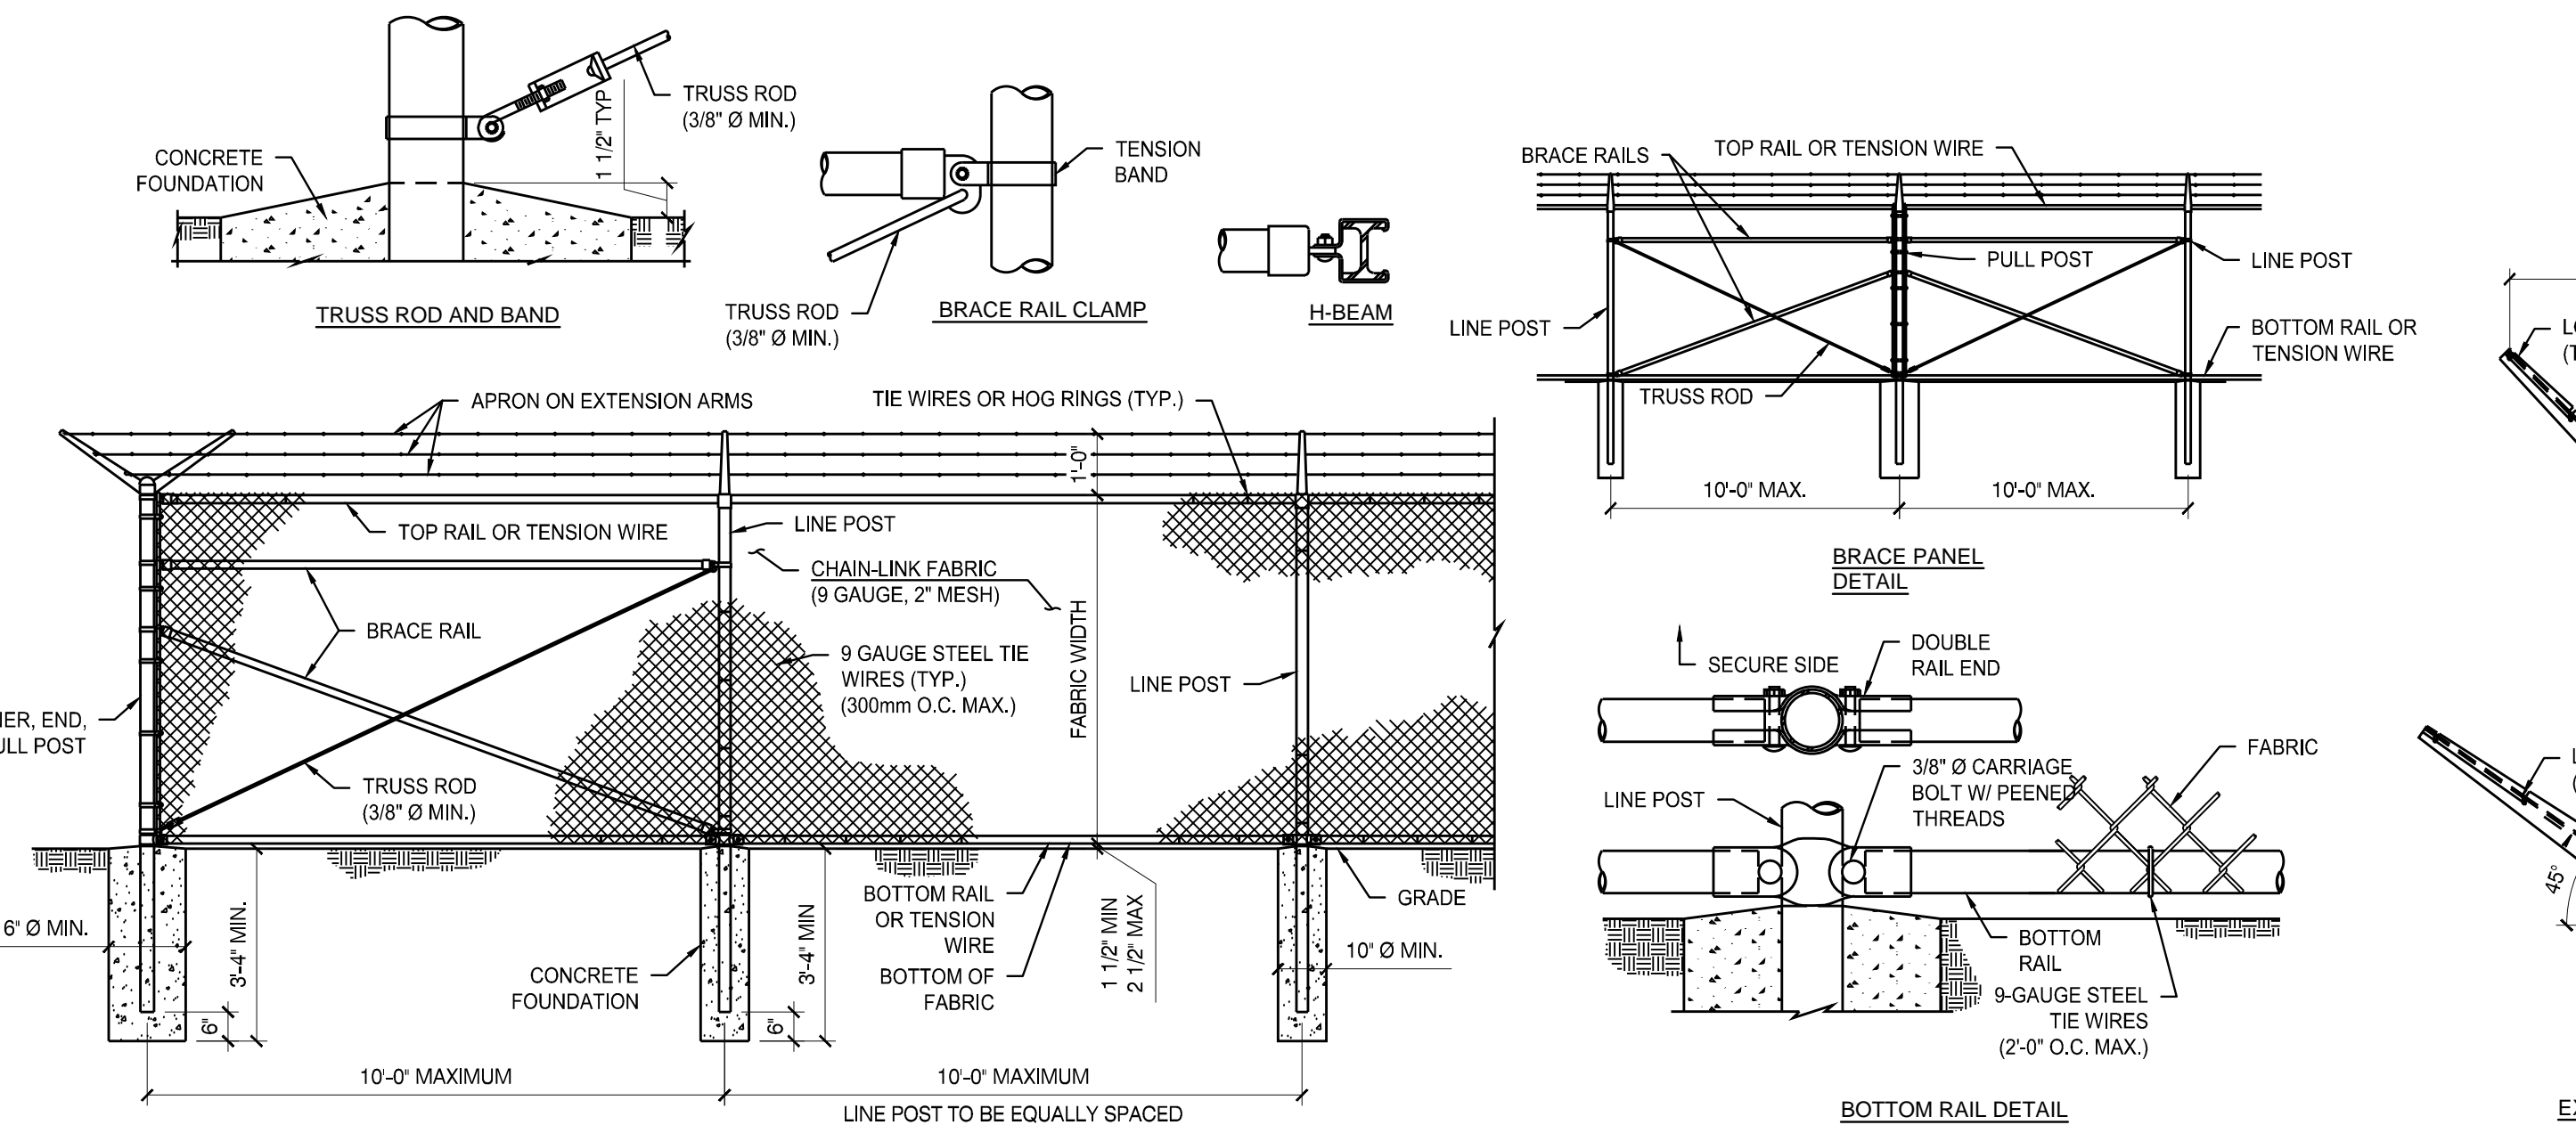 TRUSS ROD
(3/8" Ø MIN.)
1 1/2" TYP
CONCRETE
FOUNDATION
TRUSS ROD AND BAND
TENSION
BAND
TRUSS ROD
(3/8" Ø MIN.)
BRACE RAIL CLAMP
H-BEAM
BRACE RAILS
TOP RAIL OR TENSION WIRE
PULL POST
LINE POST
LINE POST
BOTTOM RAIL OR
TENSION WIRE
TRUSS ROD
10'-0" MAX.
10'-0" MAX.
BRACE PANEL
DETAIL
APRON ON EXTENSION ARMS
TIE WIRES OR HOG RINGS (TYP.)
1'-0"
TOP RAIL OR TENSION WIRE
LINE POST
CHAIN-LINK FABRIC
(9 GAUGE, 2" MESH)
BRACE RAIL
9 GAUGE STEEL TIE
WIRES (TYP.)
(300mm O.C. MAX.)
FABRIC WIDTH
LINE POST
ER, END,
ULL POST
TRUSS ROD
(3/8" Ø MIN.)
BOTTOM RAIL
OR TENSION
WIRE
BOTTOM OF
FABRIC
1 1/2" MIN
2 1/2" MAX
GRADE
6" Ø MIN.
3'-4" MIN.
6"
CONCRETE
FOUNDATION
3'-4" MIN
6"
10" Ø MIN.
10'-0" MAXIMUM
10'-0" MAXIMUM
LINE POST TO BE EQUALLY SPACED
SECURE SIDE
DOUBLE
RAIL END
LINE POST
3/8" Ø CARRIAGE
BOLT W/ PEENED
THREADS
FABRIC
BOTTOM
RAIL
9-GAUGE STEEL
TIE WIRES
(2'-0" O.C. MAX.)
BOTTOM RAIL DETAIL
45°